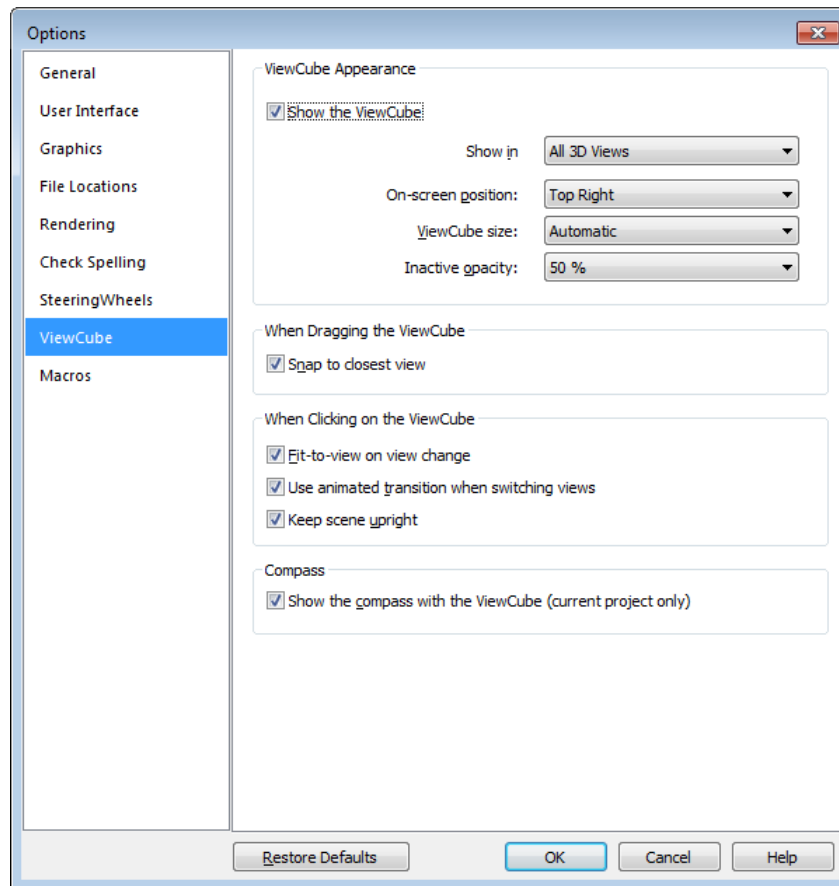 Options
General
User Interface
Graphics
File Locations
Rendering
Check Spelling
SteeringWheels
ViewCube
Macros
ViewCube Appearance
Show the ViewCube
Show in All 3D Views
On-screen position: Top Right
ViewCube size: Automatic
Inactive opacity: 50 %
When Dragging the ViewCube
Snap to closest view
When Clicking on the ViewCube
Fit-to-view on view change
Use animated transition when switching views
Keep scene upright
Compass
Show the compass with the ViewCube (current project only)
Restore Defaults OK Cancel Help